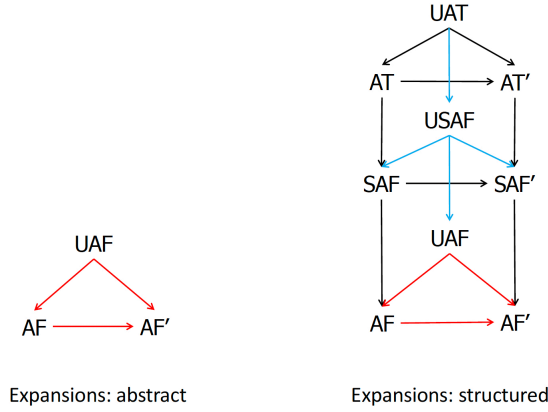 UAT
AT
AT’
USAF
SAF
SAF’
UAF
UAF
AF
AF’
AF
AF’
Expansions: abstract
Expansions: structured